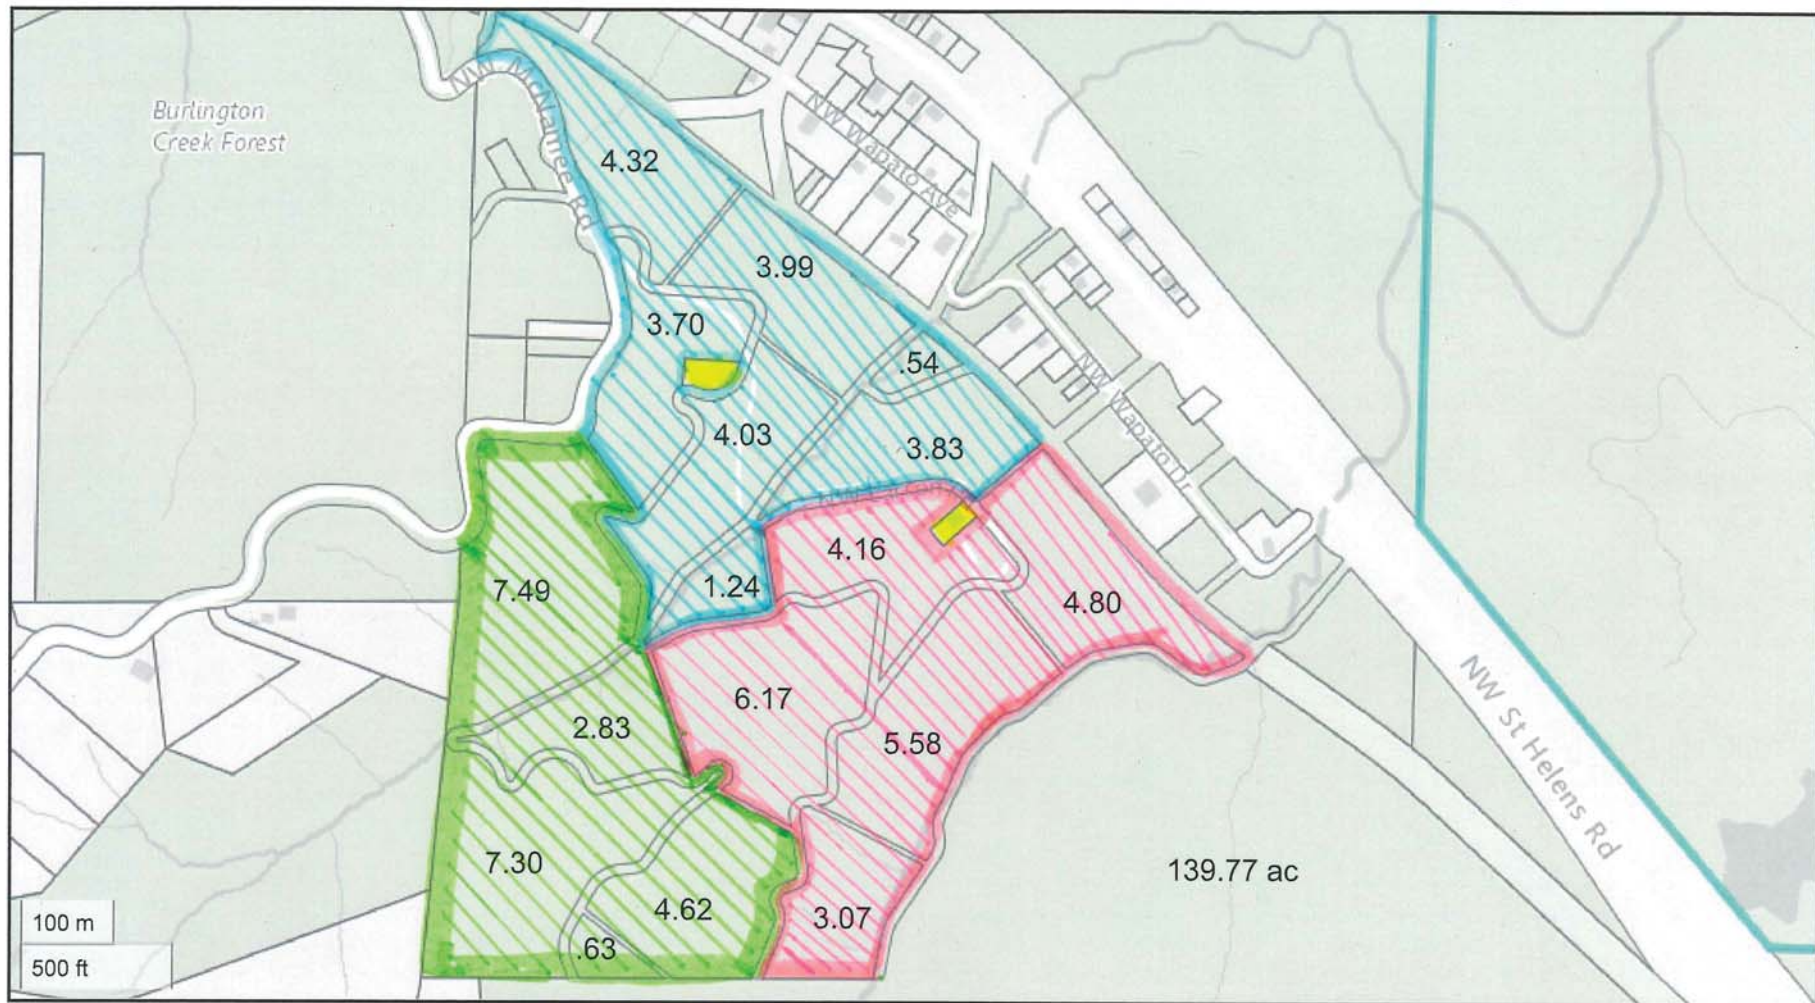 Burlington
Creek Forest
NW McNamee Rd
4.32
NW Wapato Ave
3.99
3.70
.54
NW Wapato Dr
4.03
3.83
4.16
7.49
1.24
4.80
6.17
2.83
5.58
NW St Helens Rd
7.30
139.77 ac
4.62
3.07
.63
100 m
500 ft